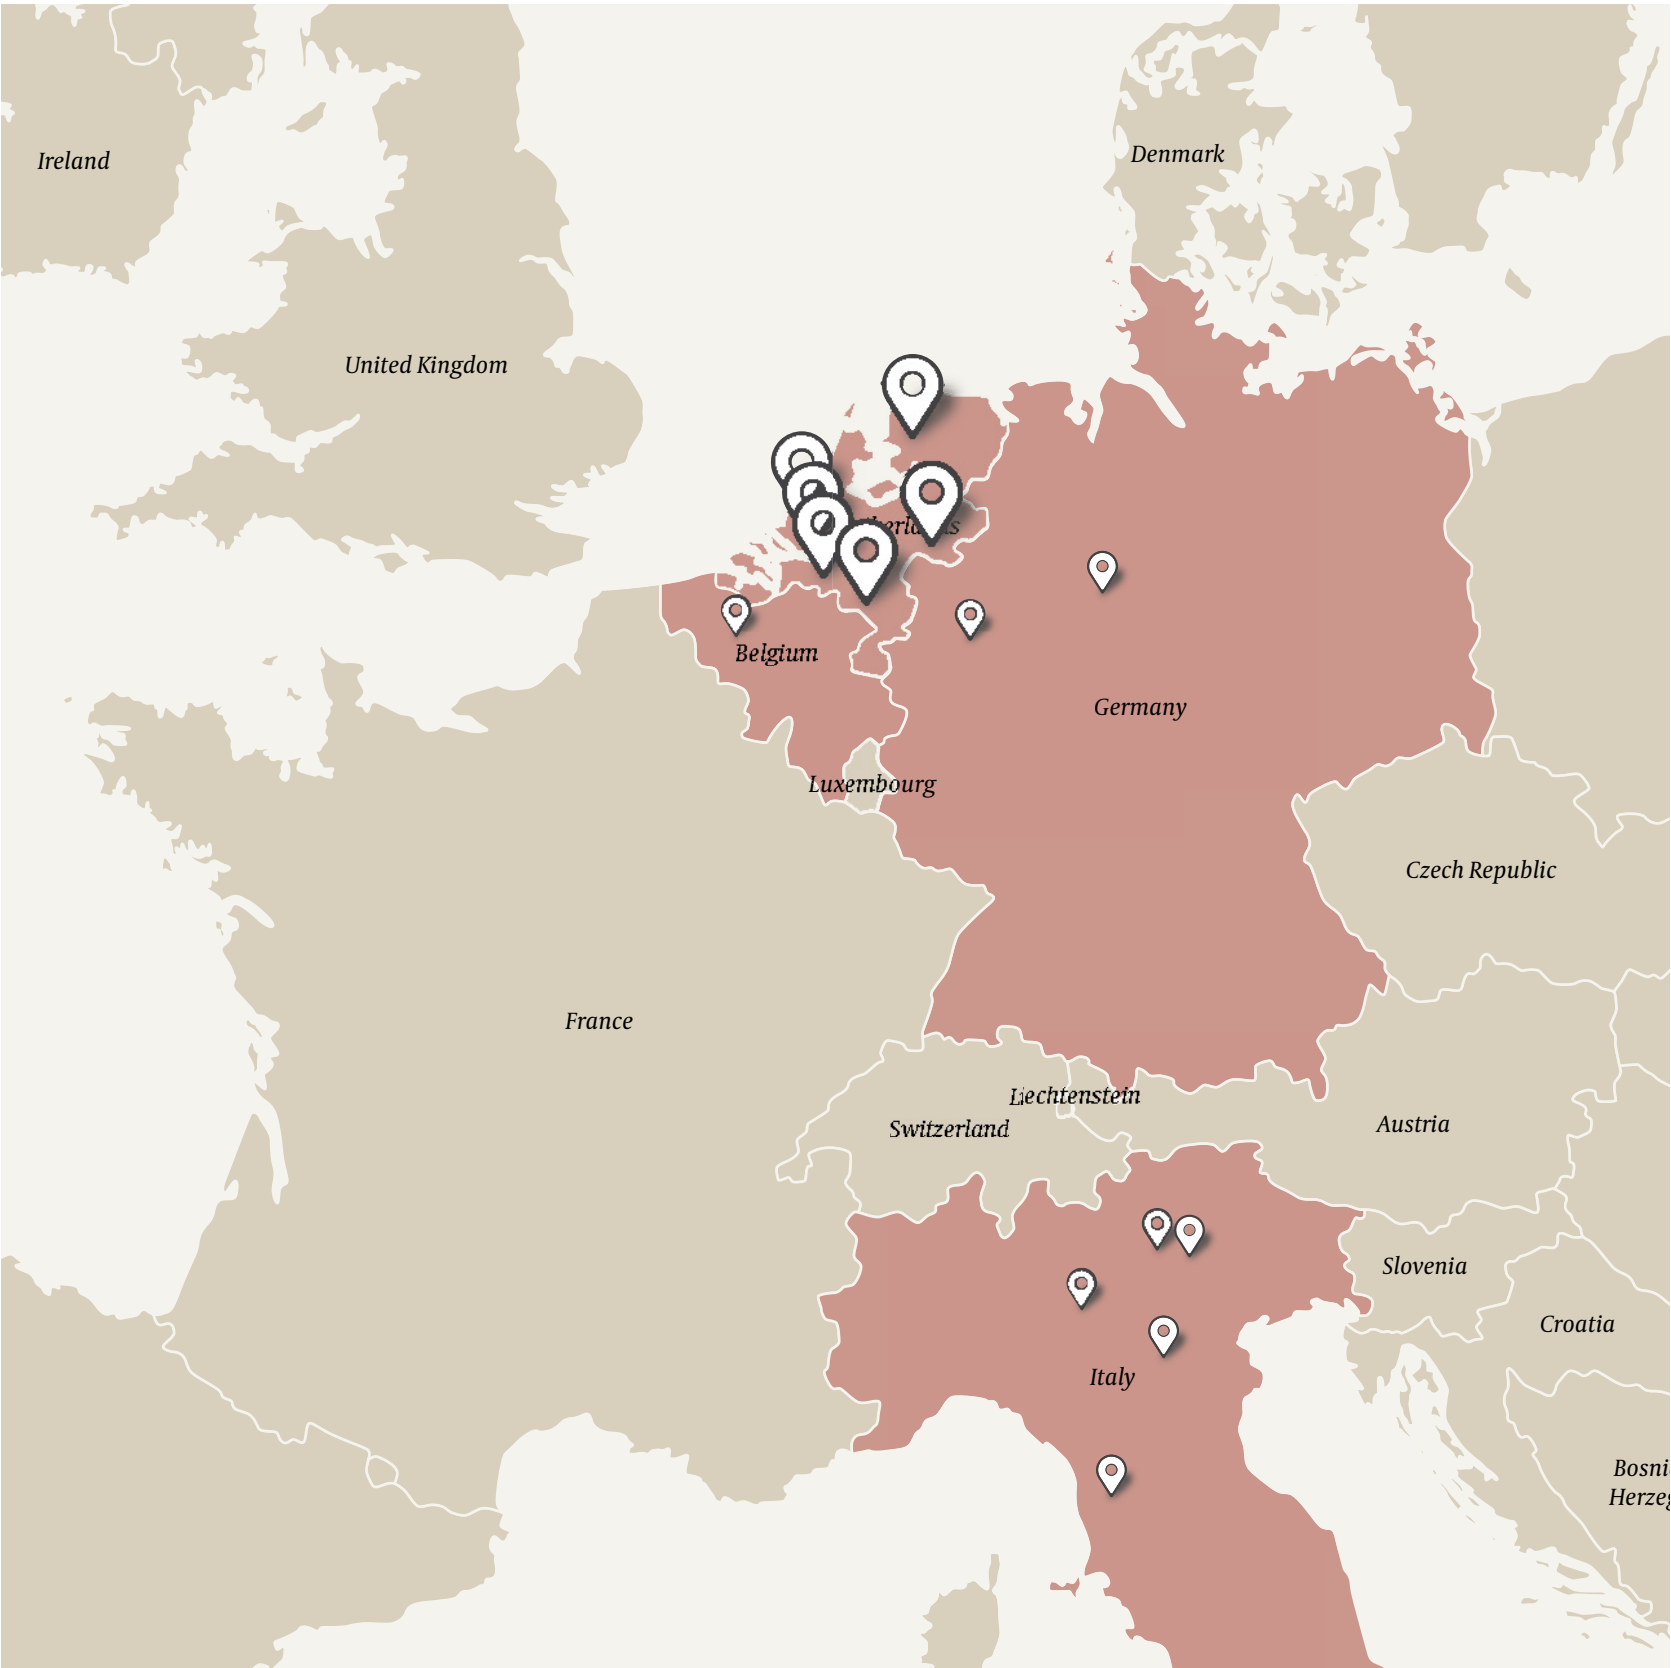 Ireland
Denmark
United Kingdom
Belgium
Germany
Luxembourg
Czech Republic
France
Liechtenstein
Switzerland
Austria
Slovenia
Croatia
Italy